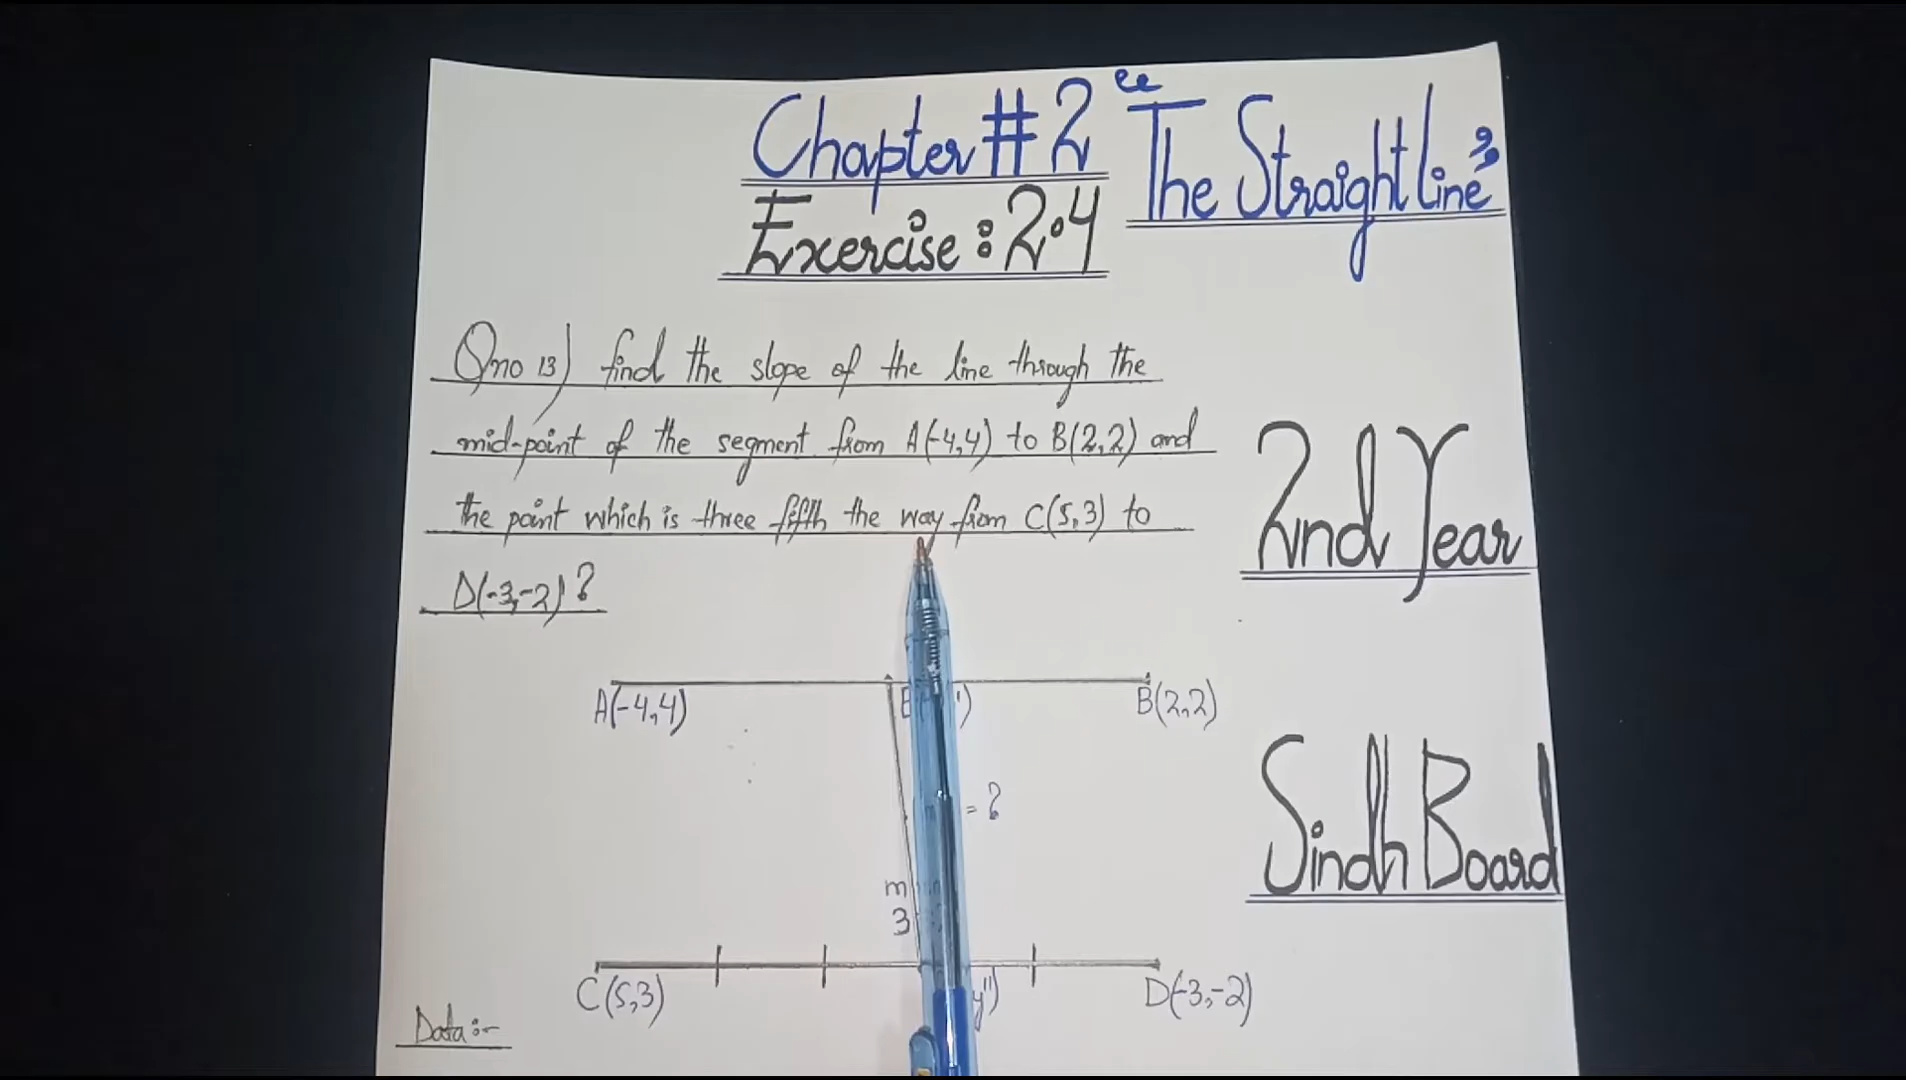 Chapter # 2 "The Straight line"
Exercise: 2.4
Qno 13) find the slope of the line through the
mid-point of the segment from A(-4,4) to B(2,2) and
the point which is three fifth the way from C(5,3) to
D(-3,-2)?
2nd Year
A(-4,4)
B(2,2)
= ?
Sindh Board
m
3
C(5,3)
y")
D(-3,-2)
Data:-